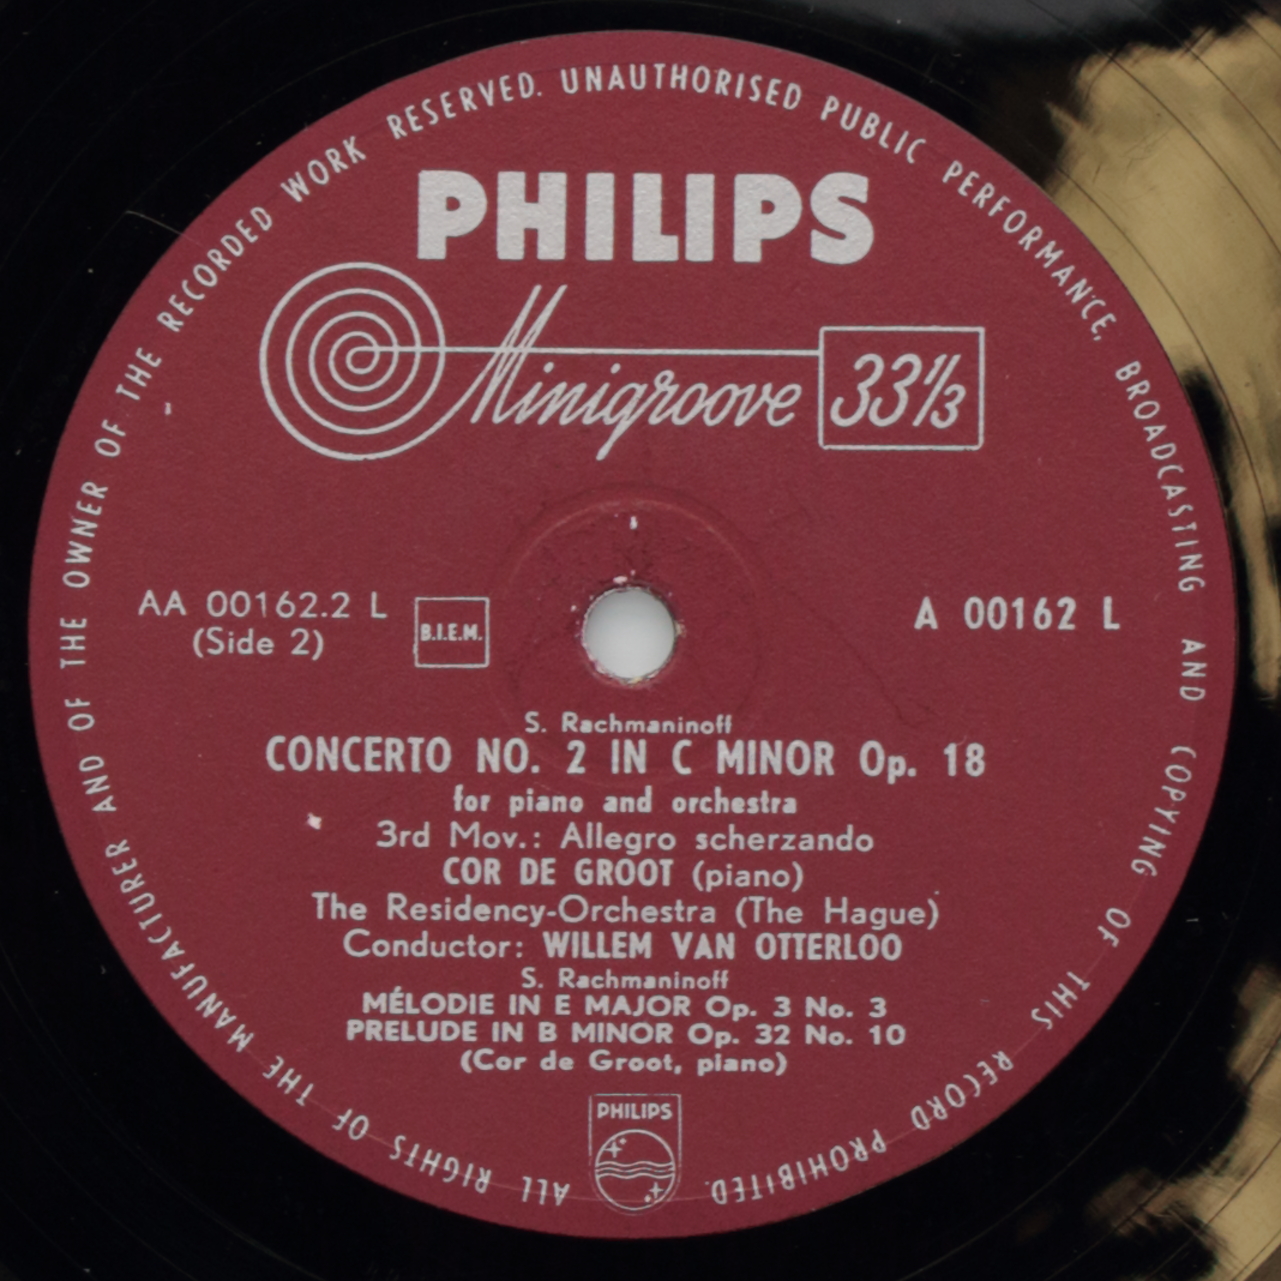 ALL RIGHTS OF THE MANUFACTURER AND OF THE OWNER OF THE RECORDED WORK RESERVED. UNAUTHORISED PUBLIC PERFORMANCE, BROADCASTING AND COPYING OF THIS RECORD PROHIBITED.
PHILIPS
Minigroove 33 1/3
AA 00162.2 L
(Side 2)
B.I.E.M.
A 00162 L
S. Rachmaninoff
CONCERTO NO. 2 IN C MINOR Op. 18
for piano and orchestra
3rd Mov.: Allegro scherzando
COR DE GROOT (piano)
The Residency-Orchestra (The Hague)
Conductor: WILLEM VAN OTTERLOO
S. Rachmaninoff
MÉLODIE IN E MAJOR Op. 3 No. 3
PRELUDE IN B MINOR Op. 32 No. 10
(Cor de Groot, piano)
PHILIPS